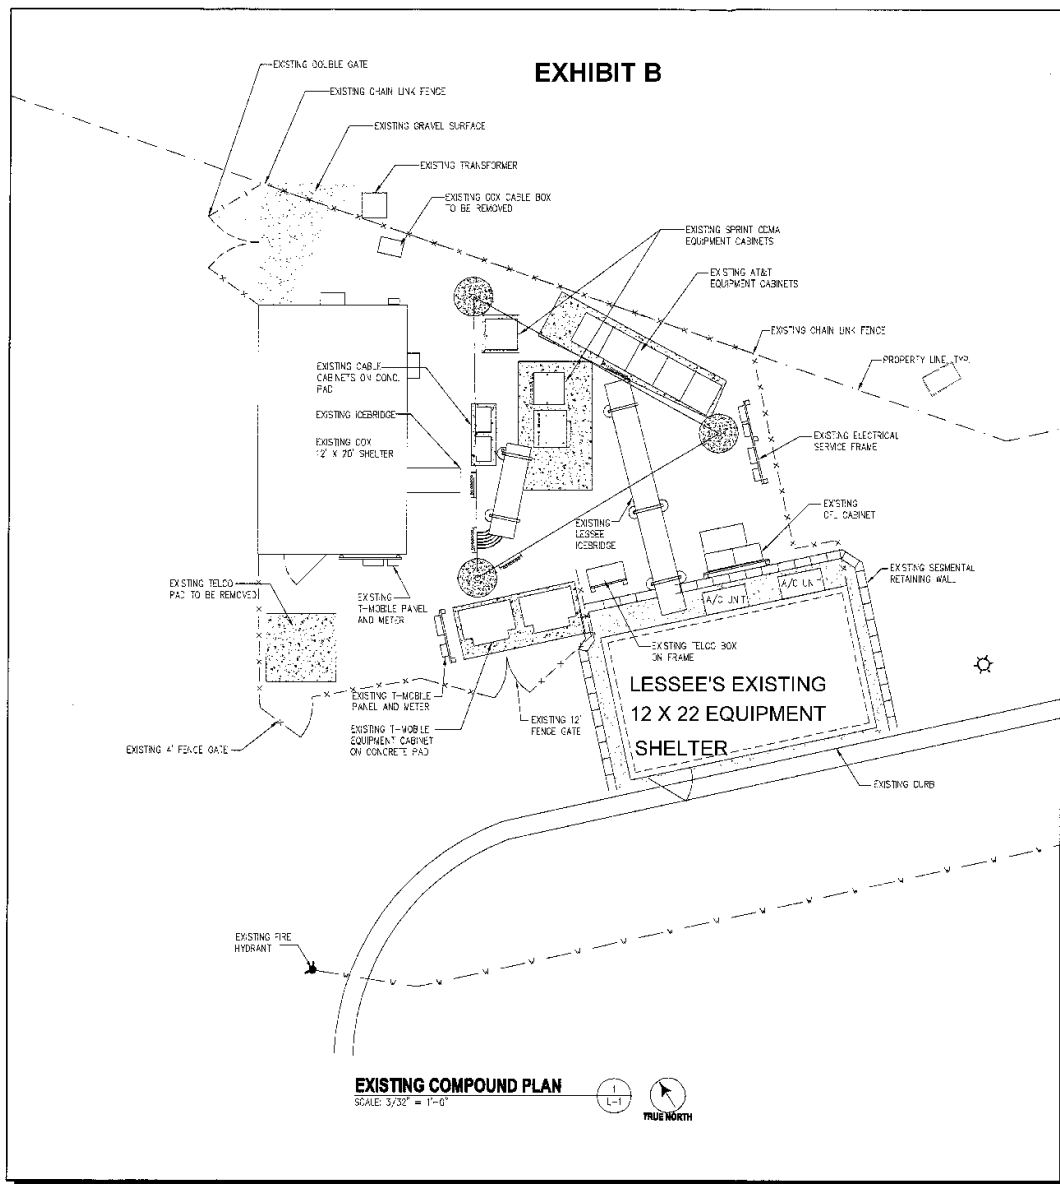 EXHIBIT B
EXISTING DOUBLE GATE
EXISTING CHAIN LINK FENCE
EXISTING GRAVEL SURFACE
EXISTING TRANSFORMER
EXISTING COX CABLE BOX
TO BE REMOVED
EXISTING SPRINT CDMA
EQUIPMENT CABINETS
EXISTING AT&T
EQUIPMENT CABINETS
EXISTING CHAIN LINK FENCE
PROPERTY LINE, TYP.
EXISTING CABLE
CABINETS ON CONC.
PAD
EXISTING ICEBRIDGE
EXISTING COX
12' X 20' SHELTER
EXISTING ELECTRICAL
SERVICE FRAME
EXISTING
LESSEE
ICEBRIDGE
EXISTING
CABINET
EXISTING SEGMENTAL
RETAINING WALL
A/C UNIT
A/C UNIT
EXISTING TELCO
PAD TO BE REMOVED
EXISTING
T-MOBILE PANEL
AND METER
EXISTING TELCO BOX
ON FRAME
LESSEE'S EXISTING
12 X 22 EQUIPMENT
SHELTER
EXISTING T-MOBILE
PANEL AND METER
EXISTING 12'
FENCE GATE
EXISTING T-MOBILE
EQUIPMENT CABINET
ON CONCRETE PAD
EXISTING 4' FENCE GATE
EXISTING CURB
EXISTING FIRE
HYDRANT
EXISTING COMPOUND PLAN
SCALE: 3/32" = 1'-0"
1
L-1
TRUE NORTH